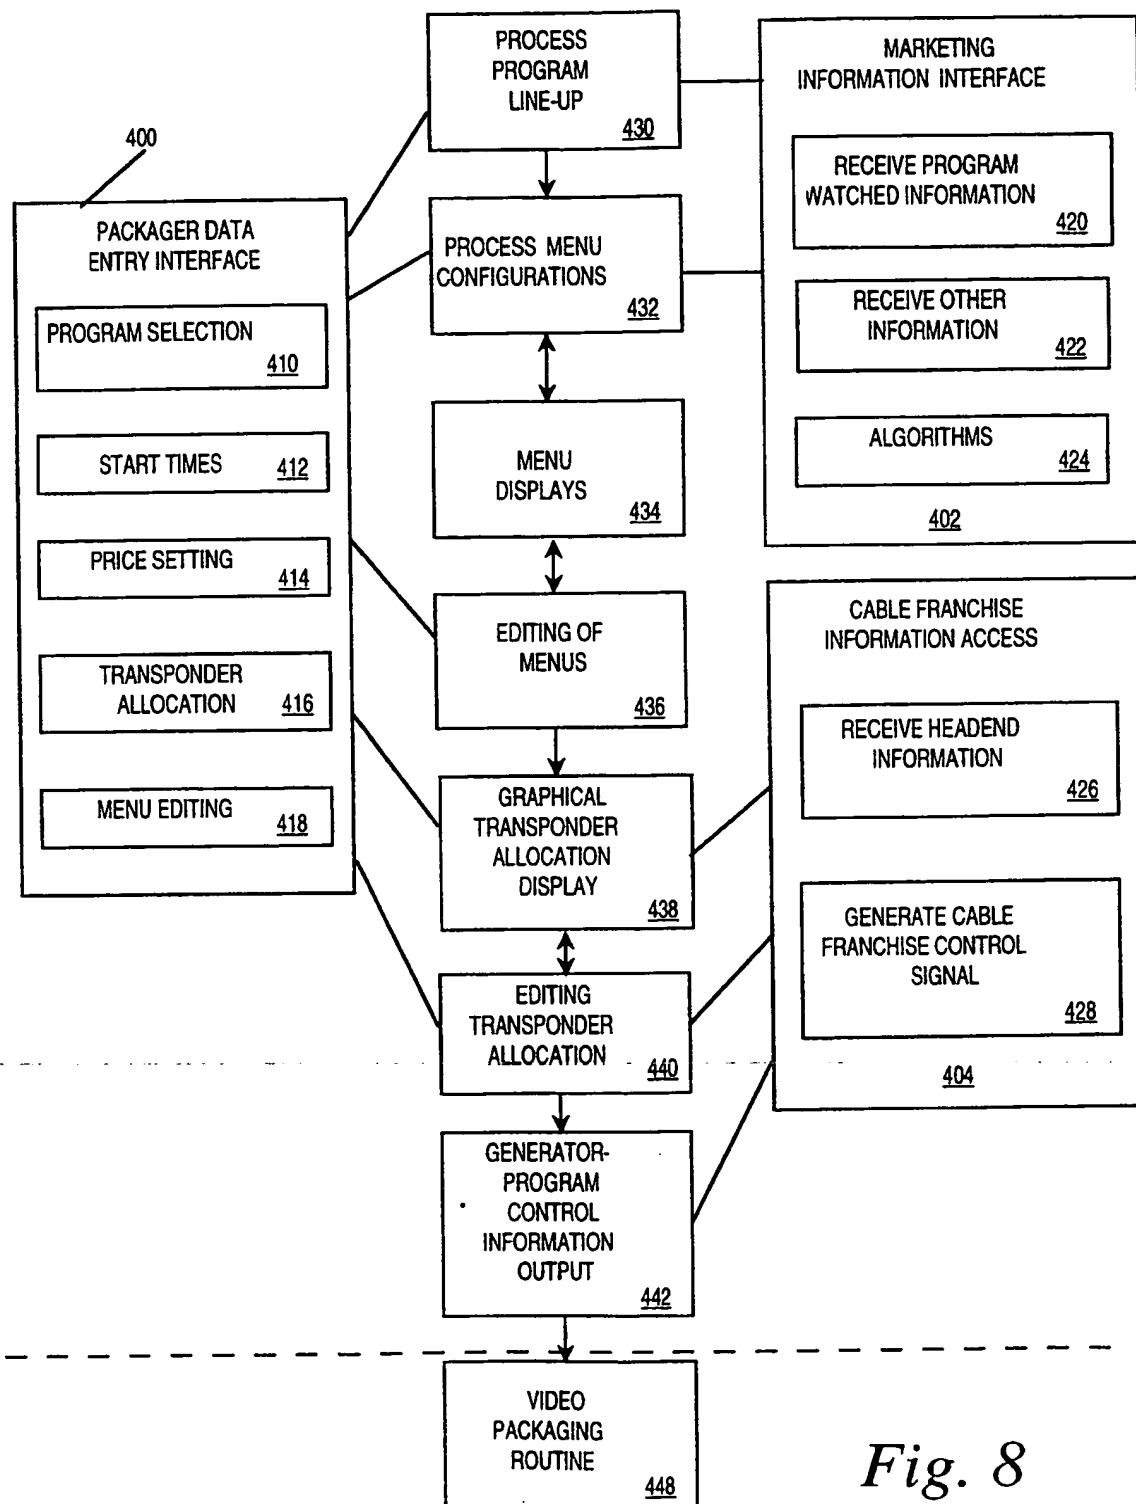 PROCESS
PROGRAM
LINE-UP
430
MARKETING
INFORMATION INTERFACE
RECEIVE PROGRAM
WATCHED INFORMATION
420
RECEIVE OTHER
INFORMATION
422
ALGORITHMS
424
402
400
PACKAGER DATA
ENTRY INTERFACE
PROGRAM SELECTION
410
START TIMES
412
PRICE SETTING
414
TRANSPONDER
ALLOCATION
416
MENU EDITING
418
PROCESS MENU
CONFIGURATIONS
432
MENU
DISPLAYS
434
EDITING OF
MENUS
436
GRAPHICAL
TRANSPONDER
ALLOCATION
DISPLAY
438
EDITING
TRANSPONDER
ALLOCATION
440
CABLE FRANCHISE
INFORMATION ACCESS
RECEIVE HEADEND
INFORMATION
426
GENERATE CABLE
FRANCHISE CONTROL
SIGNAL
428
404
GENERATOR-
PROGRAM
CONTROL
INFORMATION
OUTPUT
442
VIDEO
PACKAGING
ROUTINE
448
Fig. 8